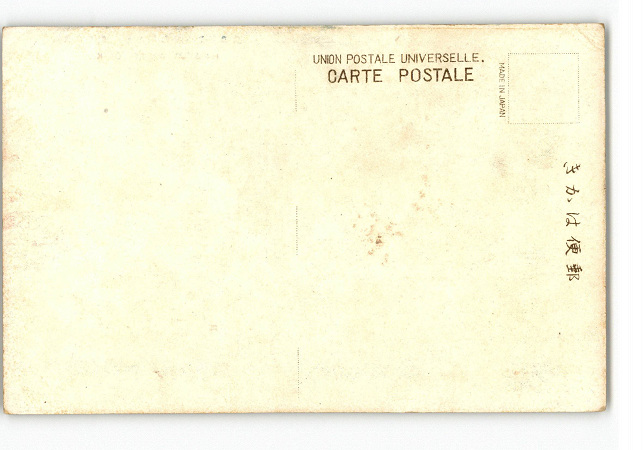 UNION POSTALE UNIVERSELLE.
CARTE POSTALE
MADE IN JAPAN
郵便はかき